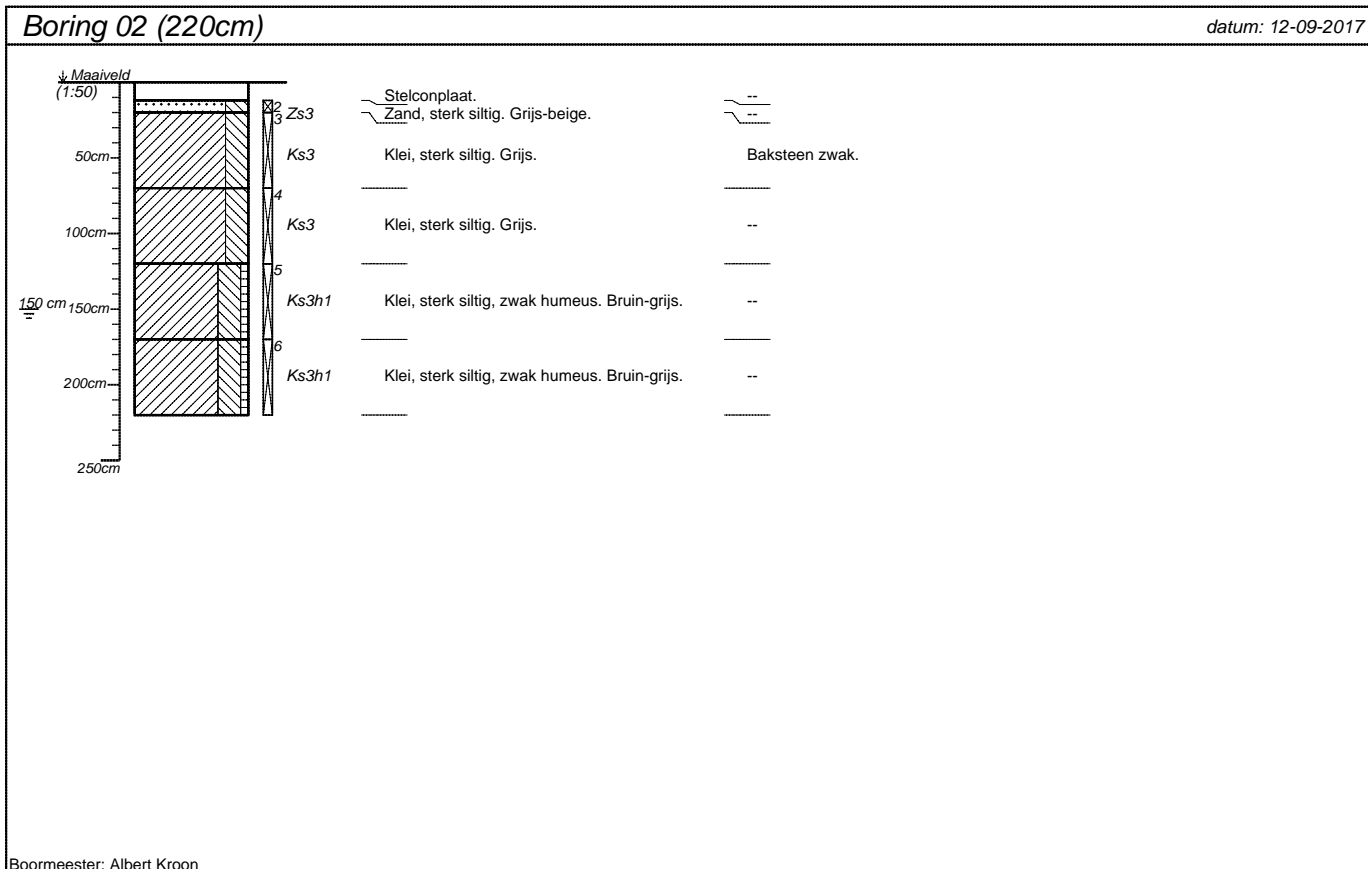 Boring 02 (220cm) datum: 12-09-2017
Maaiveld
(1:50)
Stelconplaat. --
2 Zs3 Zand, sterk siltig. Grijs-beige. --
3
50cm Ks3 Klei, sterk siltig. Grijs. Baksteen zwak.
4
100cm Ks3 Klei, sterk siltig. Grijs. --
5
150 cm 150cm Ks3h1 Klei, sterk siltig, zwak humeus. Bruin-grijs. --
6
200cm Ks3h1 Klei, sterk siltig, zwak humeus. Bruin-grijs. --
250cm
Boormeester: Albert Kroon